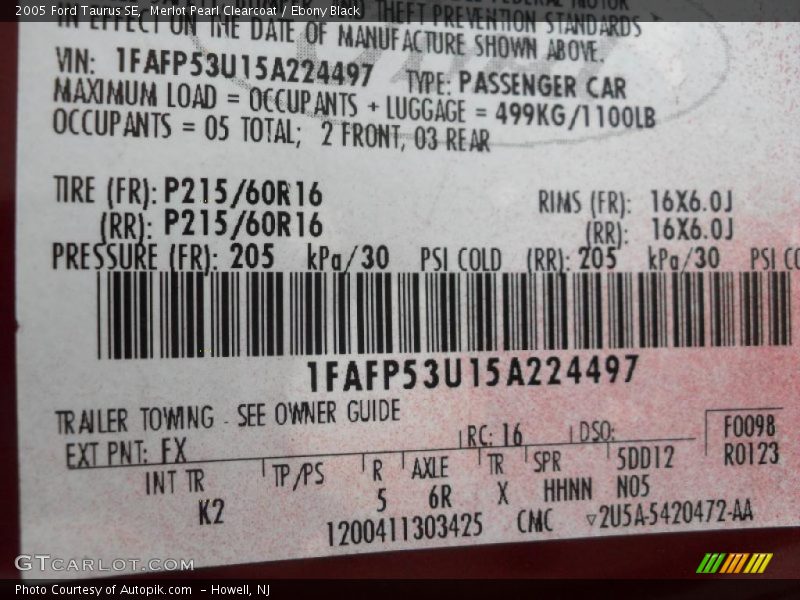 2005 Ford Taurus SE, Merlot Pearl Clearcoat / Ebony Black
THEFT PREVENTION STANDARDS
IN EFFECT ON THE DATE OF MANUFACTURE SHOWN ABOVE.
VIN: 1FAFP53U15A224497 TYPE: PASSENGER CAR
MAXIMUM LOAD = OCCUPANTS + LUGGAGE = 499KG/1100LB
OCCUPANTS = 05 TOTAL; 2 FRONT, 03 REAR
TIRE (FR): P215/60R16 RIMS (FR): 16X6.0J
(RR): P215/60R16 (RR): 16X6.0J
PRESSURE (FR): 205 kPa/30 PSI COLD (RR): 205 kPa/30 PSI CO
1FAFP53U15A224497
TRAILER TOWING - SEE OWNER GUIDE
EXT PNT: FX RC: 16 DSO: F0098
R0123
INT TR TP/PS R AXLE TR SPR 5DD12
K2 5 6R X HHNN N05
1200411303425 CMC ▿2U5A-5420472-AA
GTCARLOT.COM
Photo Courtesy of Autopik.com - Howell, NJ